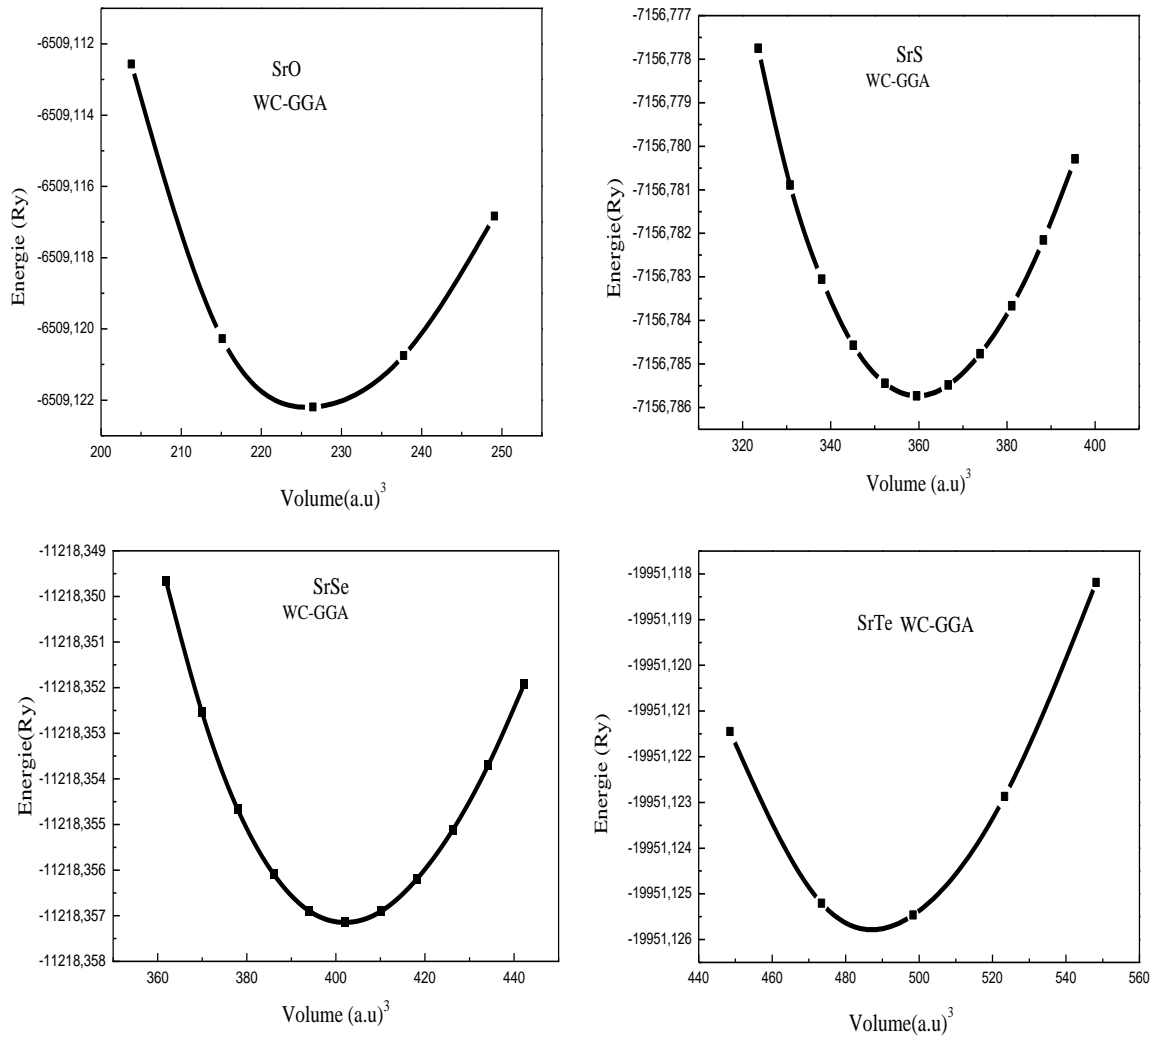 SrO
WC-GGA
-6509,112
-6509,114
-6509,116
-6509,118
-6509,120
-6509,122
Energie (Ry)
200 210 220 230 240 250
Volume(a.u)³
SrS
WC-GGA
-7156,777
-7156,778
-7156,779
-7156,780
-7156,781
-7156,782
-7156,783
-7156,784
-7156,785
-7156,786
Energie(Ry)
320 340 360 380 400
Volume (a.u)³
SrSe
WC-GGA
-11218,349
-11218,350
-11218,351
-11218,352
-11218,353
-11218,354
-11218,355
-11218,356
-11218,357
-11218,358
Energie(Ry)
360 380 400 420 440
Volume (a.u)³
SrTe WC-GGA
-19951,118
-19951,119
-19951,120
-19951,121
-19951,122
-19951,123
-19951,124
-19951,125
-19951,126
Energie (Ry)
440 460 480 500 520 540 560
Volume(a.u)³